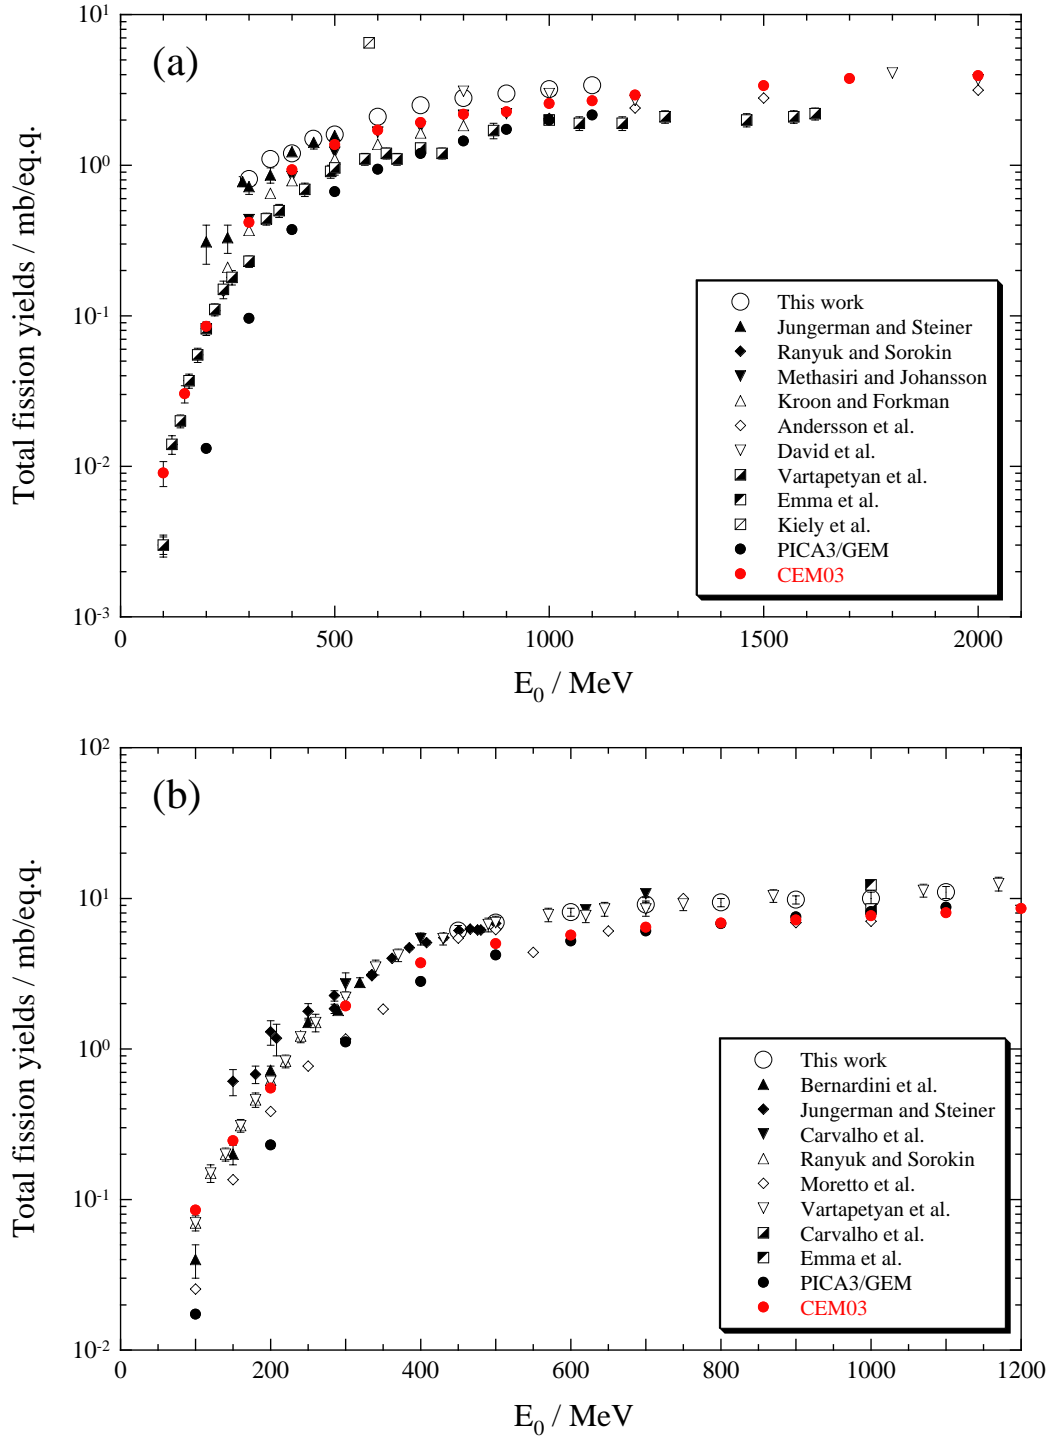 (a)
10^1
10^0
10^-1
10^-2
10^-3
Total fission yields / mb/eq.q.
This work
Jungerman and Steiner
Ranyuk and Sorokin
Methasiri and Johansson
Kroon and Forkman
Andersson et al.
David et al.
Vartapetyan et al.
Emma et al.
Kiely et al.
PICA3/GEM
CEM03
0 500 1000 1500 2000
E_0 / MeV
(b)
10^2
10^1
10^0
10^-1
10^-2
Total fission yields / mb/eq.q.
This work
Bernardini et al.
Jungerman and Steiner
Carvalho et al.
Ranyuk and Sorokin
Moretto et al.
Vartapetyan et al.
Carvalho et al.
Emma et al.
PICA3/GEM
CEM03
0 200 400 600 800 1000 1200
E_0 / MeV